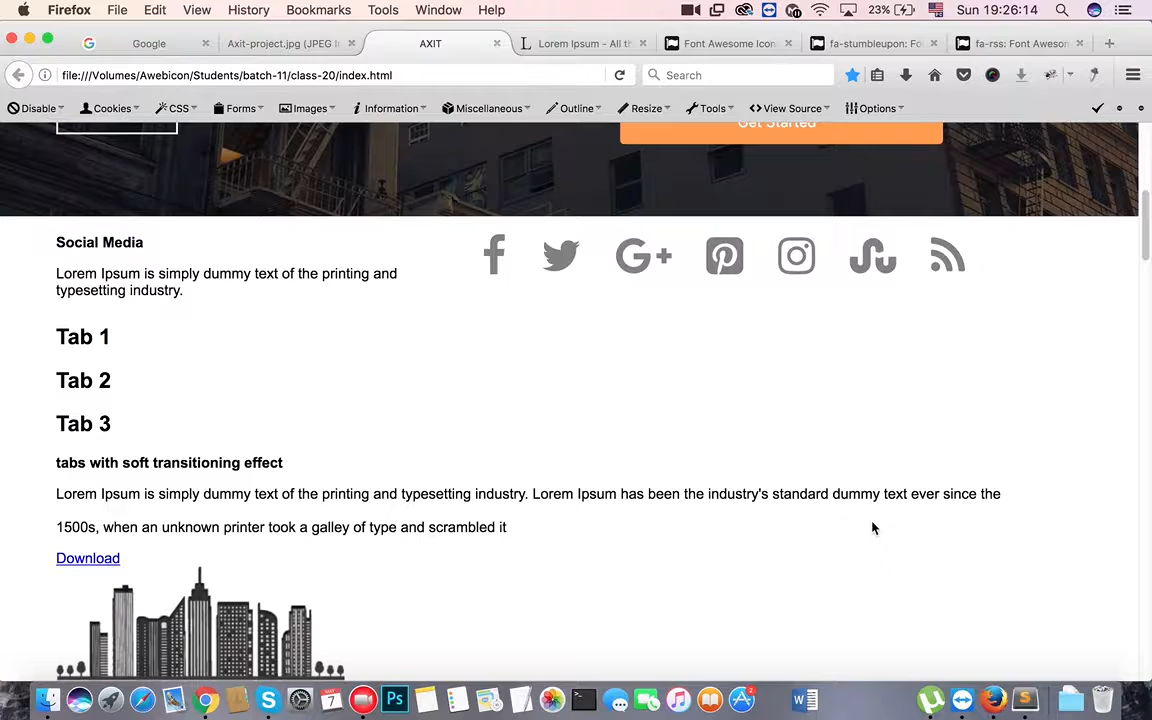 Firefox File Edit View History Bookmarks Tools Window Help 23% Sun 19:26:14
Google Axit-project.jpg (JPEG I AXIT Lorem Ipsum – All t Font Awesome Icon fa-stumbleupon: Fo fa-rss: Font Aweson
file:///Volumes/Awebicon/Students/batch-11/class-20/index.html Search
Disable Cookies CSS Forms Images Information Miscellaneous Outline Resize Tools View Source Options
Get Started
Social Media
Lorem Ipsum is simply dummy text of the printing and
typesetting industry.
Tab 1
Tab 2
Tab 3
tabs with soft transitioning effect
Lorem Ipsum is simply dummy text of the printing and typesetting industry. Lorem Ipsum has been the industry's standard dummy text ever since the
1500s, when an unknown printer took a galley of type and scrambled it
Download